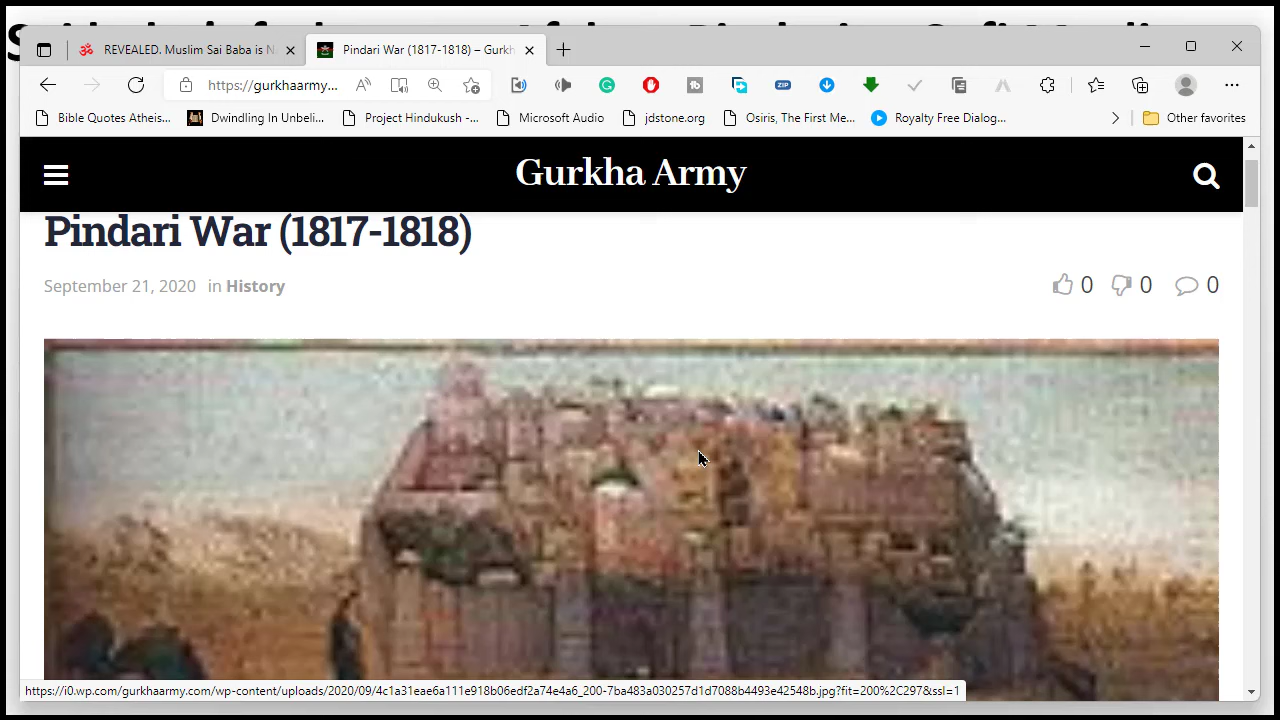 REVEALED. Muslim Sai Baba is N
Pindari War (1817-1818) – Gurkh
https://gurkhaarmy...
Bible Quotes Atheis...
Dwindling In Unbeli...
Project Hindukush -...
Microsoft Audio
jdstone.org
Osiris, The First Me...
Royalty Free Dialog...
Other favorites
Gurkha Army
Pindari War (1817-1818)
September 21, 2020 in History
0 0 0
https://i0.wp.com/gurkhaarmy.com/wp-content/uploads/2020/09/4c1a31eae6a111e918b06edf2a74e4a6_200-7ba483a030257d1d7088b4493e42548b.jpg?fit=200%2C297&ssl=1